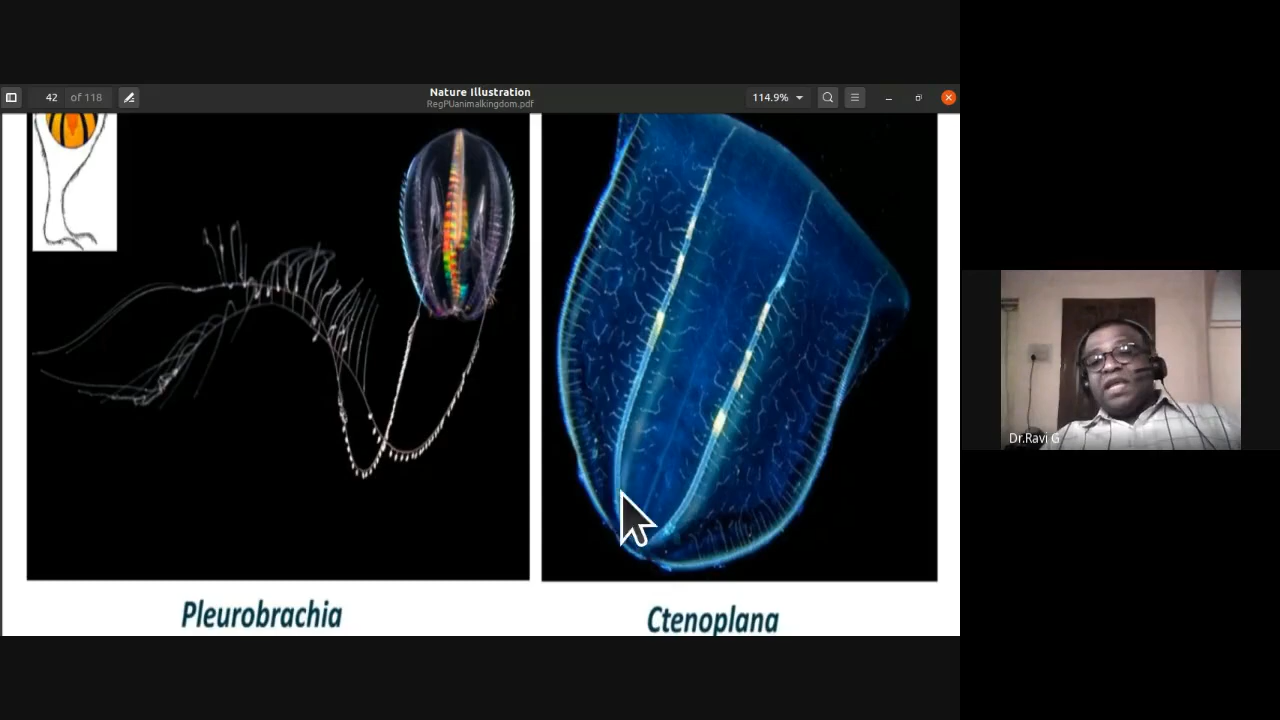 42 of 118
Nature Illustration
RegPUanimalkingdom.pdf
114.9%
Pleurobrachia
Ctenoplana
Dr.Ravi G